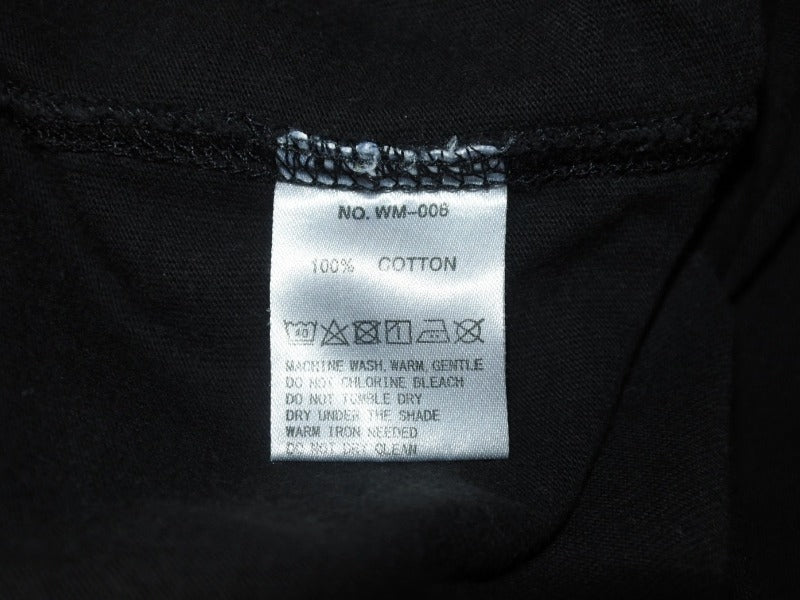 NO. WM-006
100% COTTON
40
MACHINE WASH, WARM, GENTLE
DO NOT CHLORINE BLEACH
DO NOT TUMBLE DRY
DRY UNDER THE SHADE
WARM IRON NEEDED
DO NOT DRY CLEAN